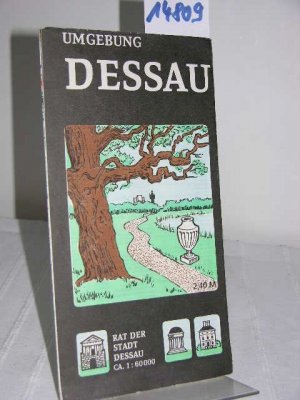 14809
UMGEBUNG
DESSAU
2,40 M
RAT DER
STADT
DESSAU
CA. 1:60000